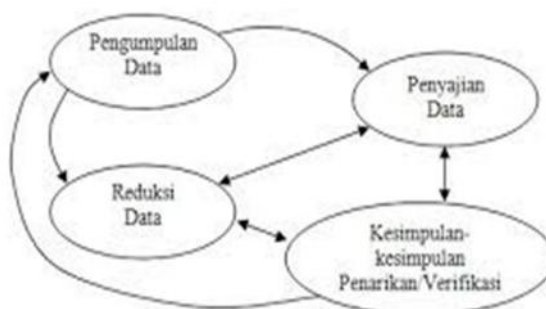 Pengumpulan
Data
Penyajian
Data
Reduksi
Data
Kesimpulan-
kesimpulan
Penarikan/Verifikasi